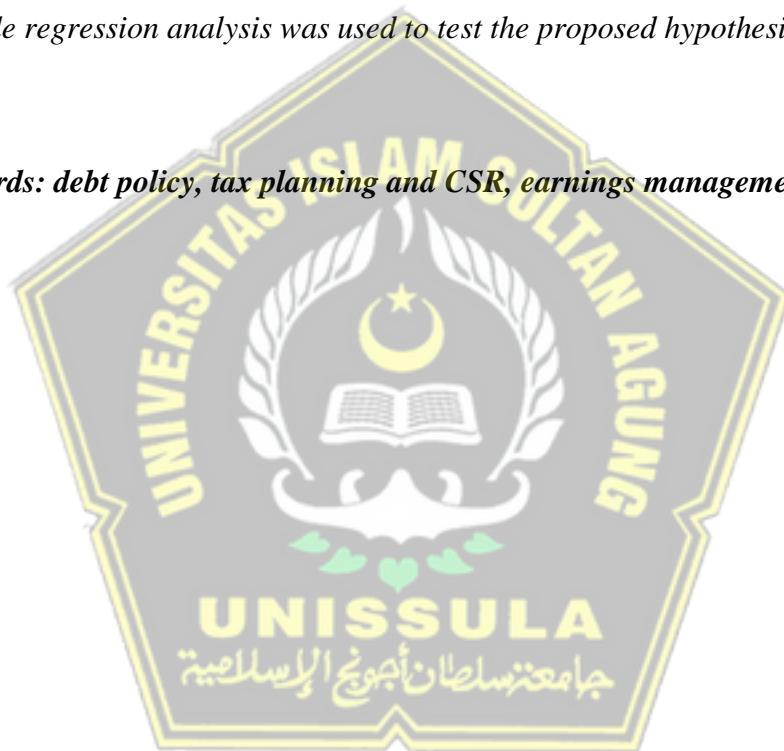 le regression analysis was used to test the proposed hypothesi
rds: debt policy, tax planning and CSR, earnings manageme
UNIVERSITAS ISLAM SULTAN AGUNG
UNISSULA
جامعة سلطان أجونج الإسلامية